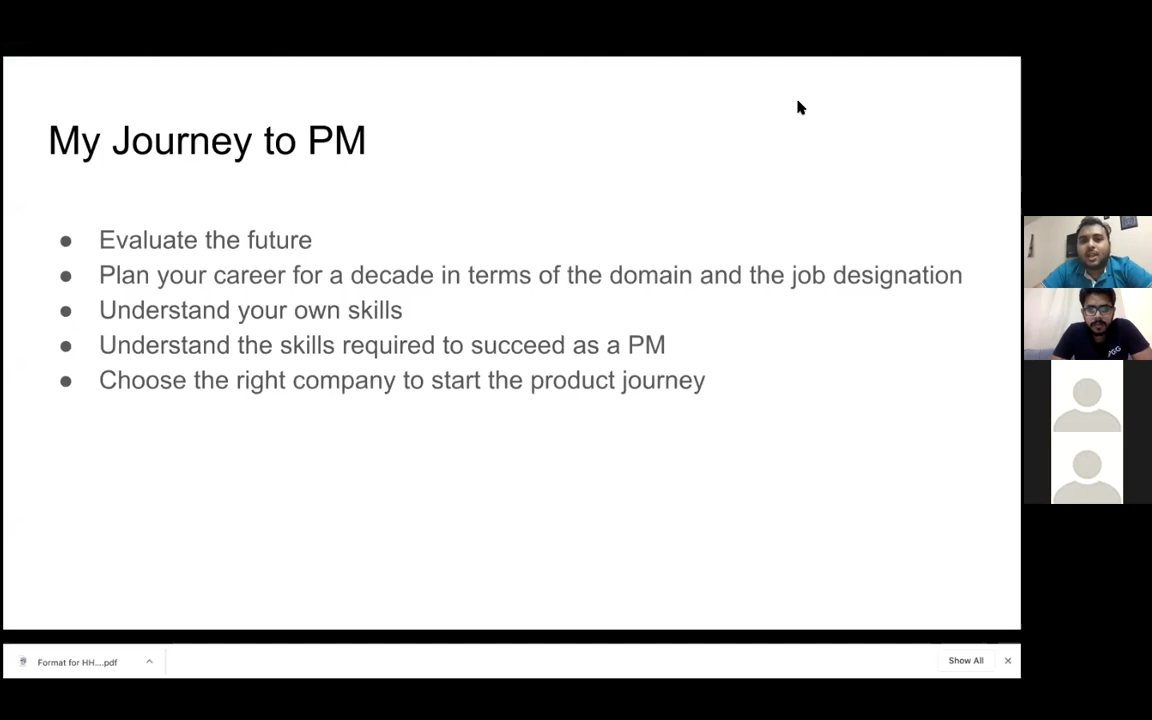 My Journey to PM
● Evaluate the future
● Plan your career for a decade in terms of the domain and the job designation
● Understand your own skills
● Understand the skills required to succeed as a PM
● Choose the right company to start the product journey
Format for HH....pdf
Show All